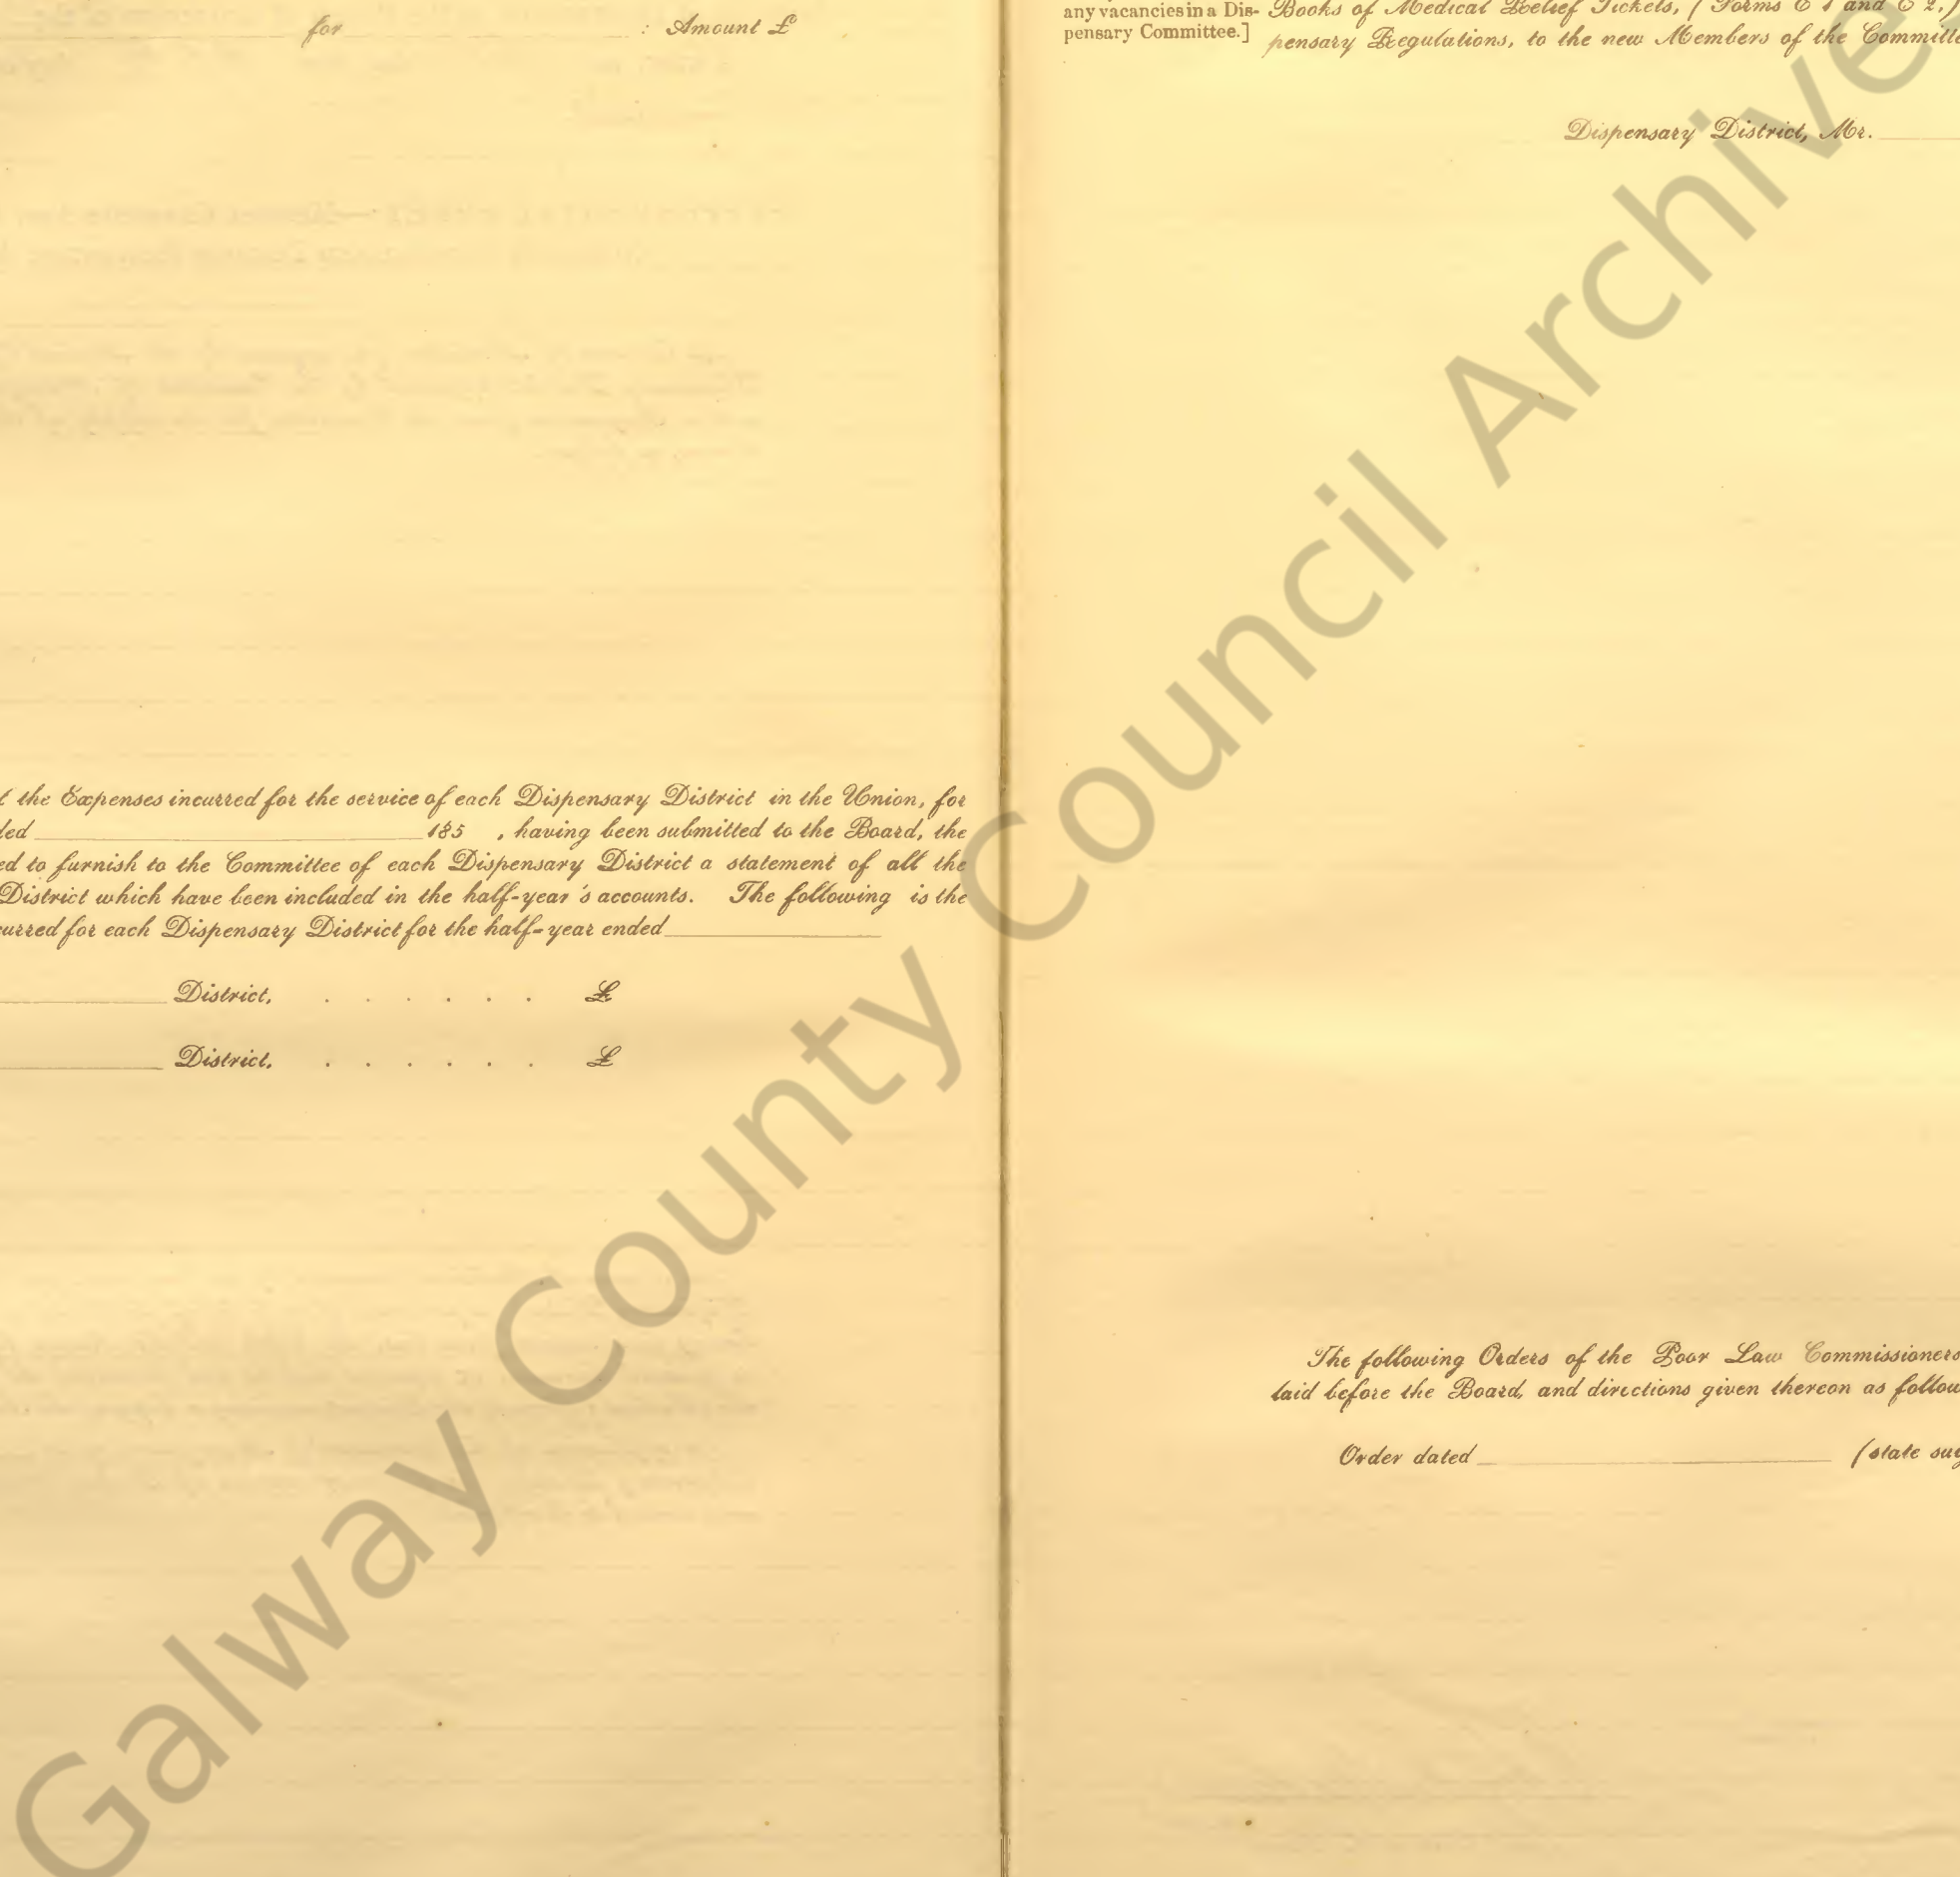 for : Amount £
t the Expenses incurred for the service of each Dispensary District in the Union, for
ded 185 , having been submitted to the Board, the
ed to furnish to the Committee of each Dispensary District a statement of all the
District which have been included in the half-year's accounts. The following is the
curred for each Dispensary District for the half-year ended
District, . . . . . . £
District, . . . . . . £
any vacancies in a Dis-
pensary Committee.]
Books of Medical Relief Tickets, (Forms C 1 and C 2,)
pensary Regulations, to the new Members of the Committe
Dispensary District, Mr.
The following Orders of the Poor Law Commissioners
laid before the Board, and directions given thereon as follow
Order dated (state sug
Galway County Council Archive